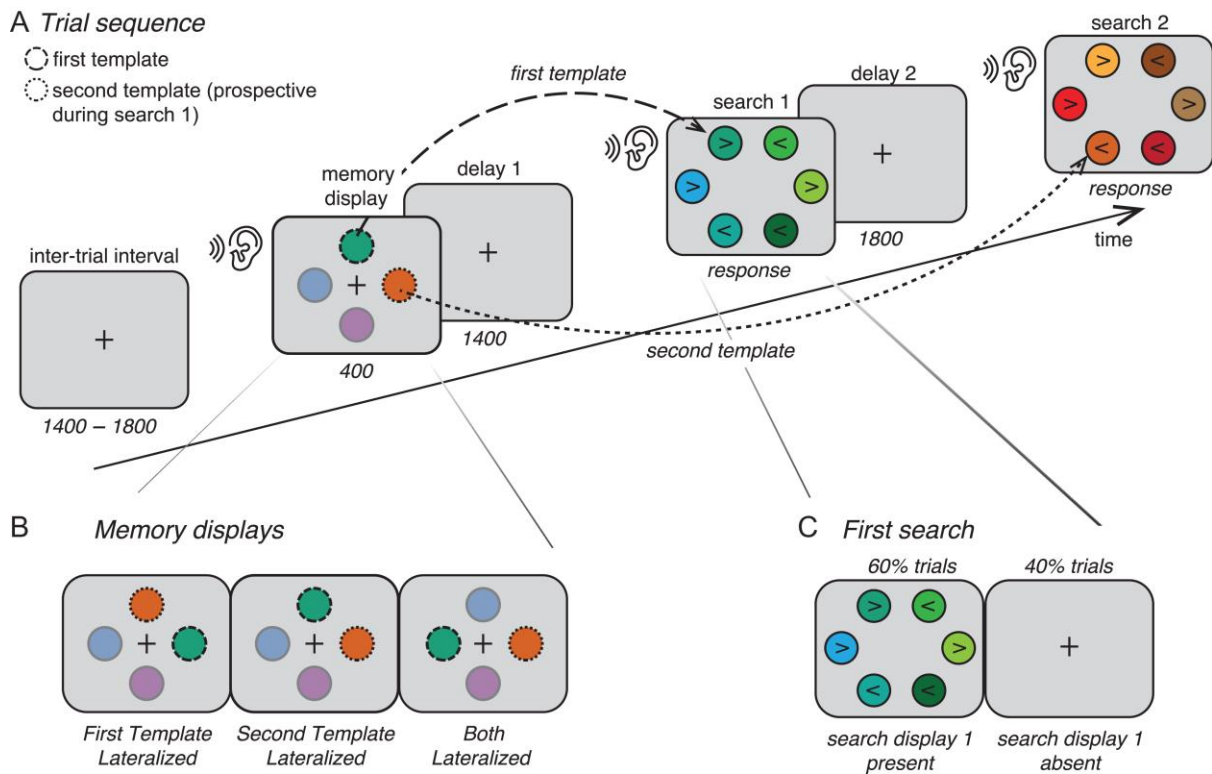 A Trial sequence
first template
second template (prospective
during search 1)
inter-trial interval
+
1400 – 1800
memory
display
+
400
delay 1
+
1400
first template
search 1
> <
> >
< <
response
delay 2
+
1800
second template
search 2
> <
> >
< <
response
time
B Memory displays
+ + +
First Template
Lateralized
Second Template
Lateralized
Both
Lateralized
C First search
60% trials
> <
> >
< <
search display 1
present
40% trials
+
search display 1
absent